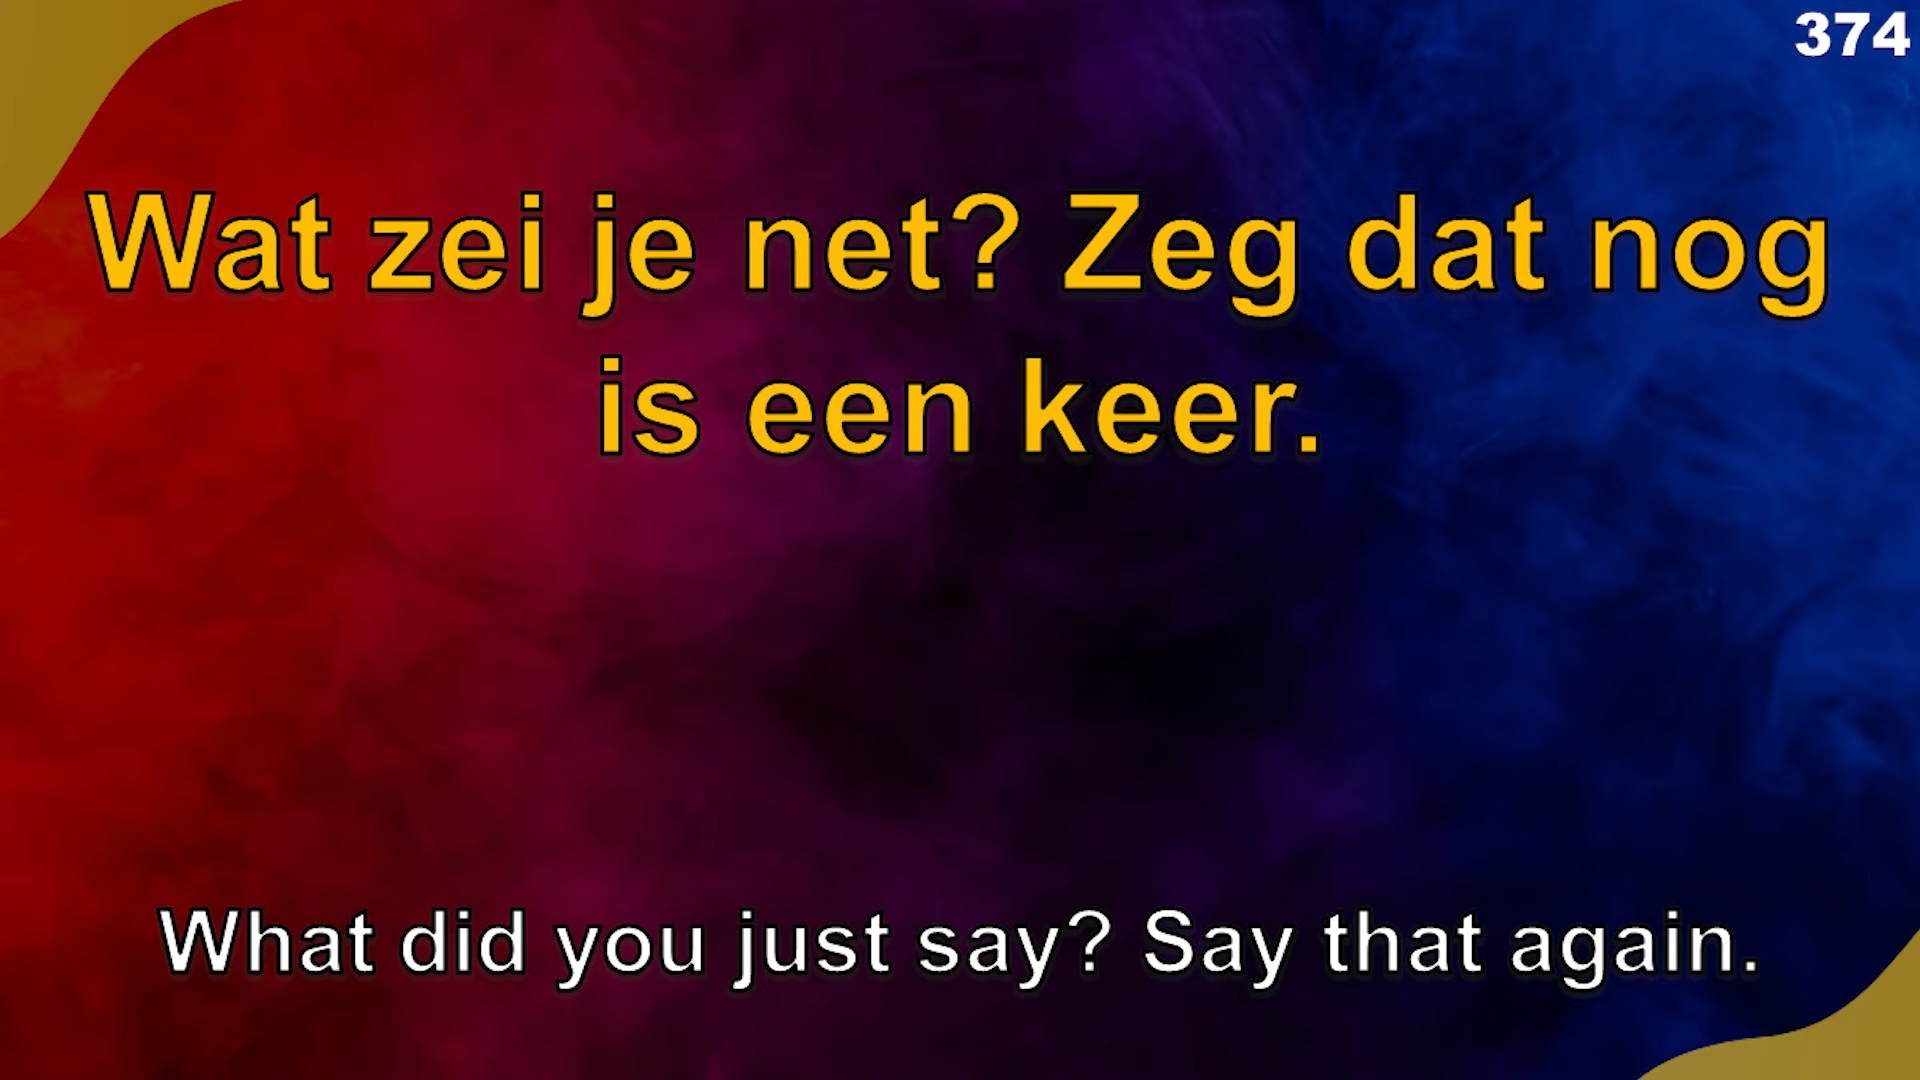 374
Wat zei je net? Zeg dat nog
is een keer.
What did you just say? Say that again.